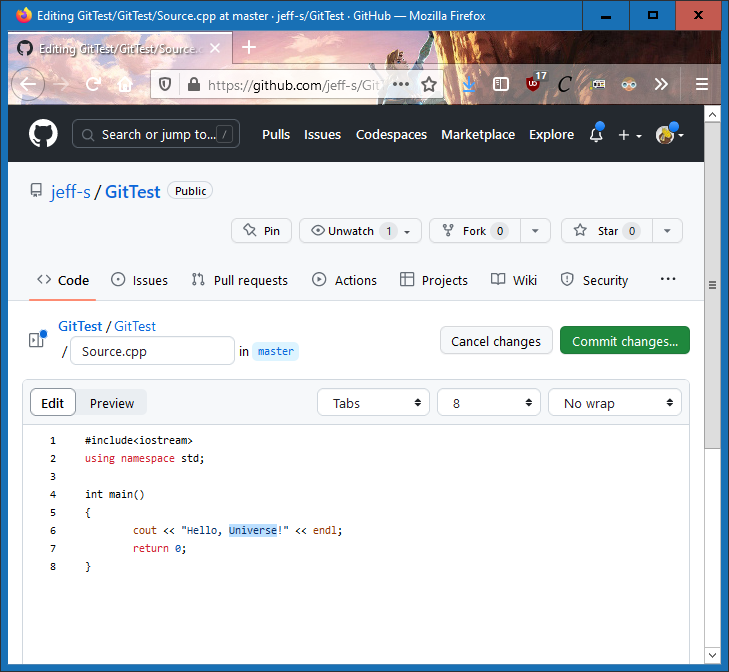 Editing GitTest/GitTest/Source.cpp at master · jeff-s/GitTest · GitHub — Mozilla Firefox
Editing GitTest/GitTest/Source.c
https://github.com/jeff-s/Git
17
Search or jump to... /
Pulls Issues Codespaces Marketplace Explore
jeff-s / GitTest Public
Pin Unwatch 1 Fork 0 Star 0
Code Issues Pull requests Actions Projects Wiki Security
GitTest / GitTest
/ Source.cpp in master
Cancel changes Commit changes...
Edit Preview Tabs 8 No wrap
1 #include<iostream>
2 using namespace std;
3
4 int main()
5 {
6 cout << "Hello, Universe!" << endl;
7 return 0;
8 }